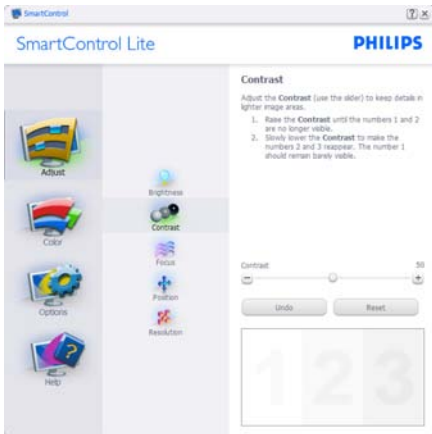 SmartControl
SmartControl Lite
PHILIPS
Adjust
Color
Options
Help
Brightness
Contrast
Focus
Position
Resolution
Contrast
Adjust the Contrast (use the slider) to keep details in
lighter image areas.
1. Raise the Contrast until the numbers 1 and 2
are no longer visible.
2. Slowly lower the Contrast to make the
numbers 2 and 3 reappear. The number 1
should remain barely visible.
Contrast 50
Undo Reset
1 2 3